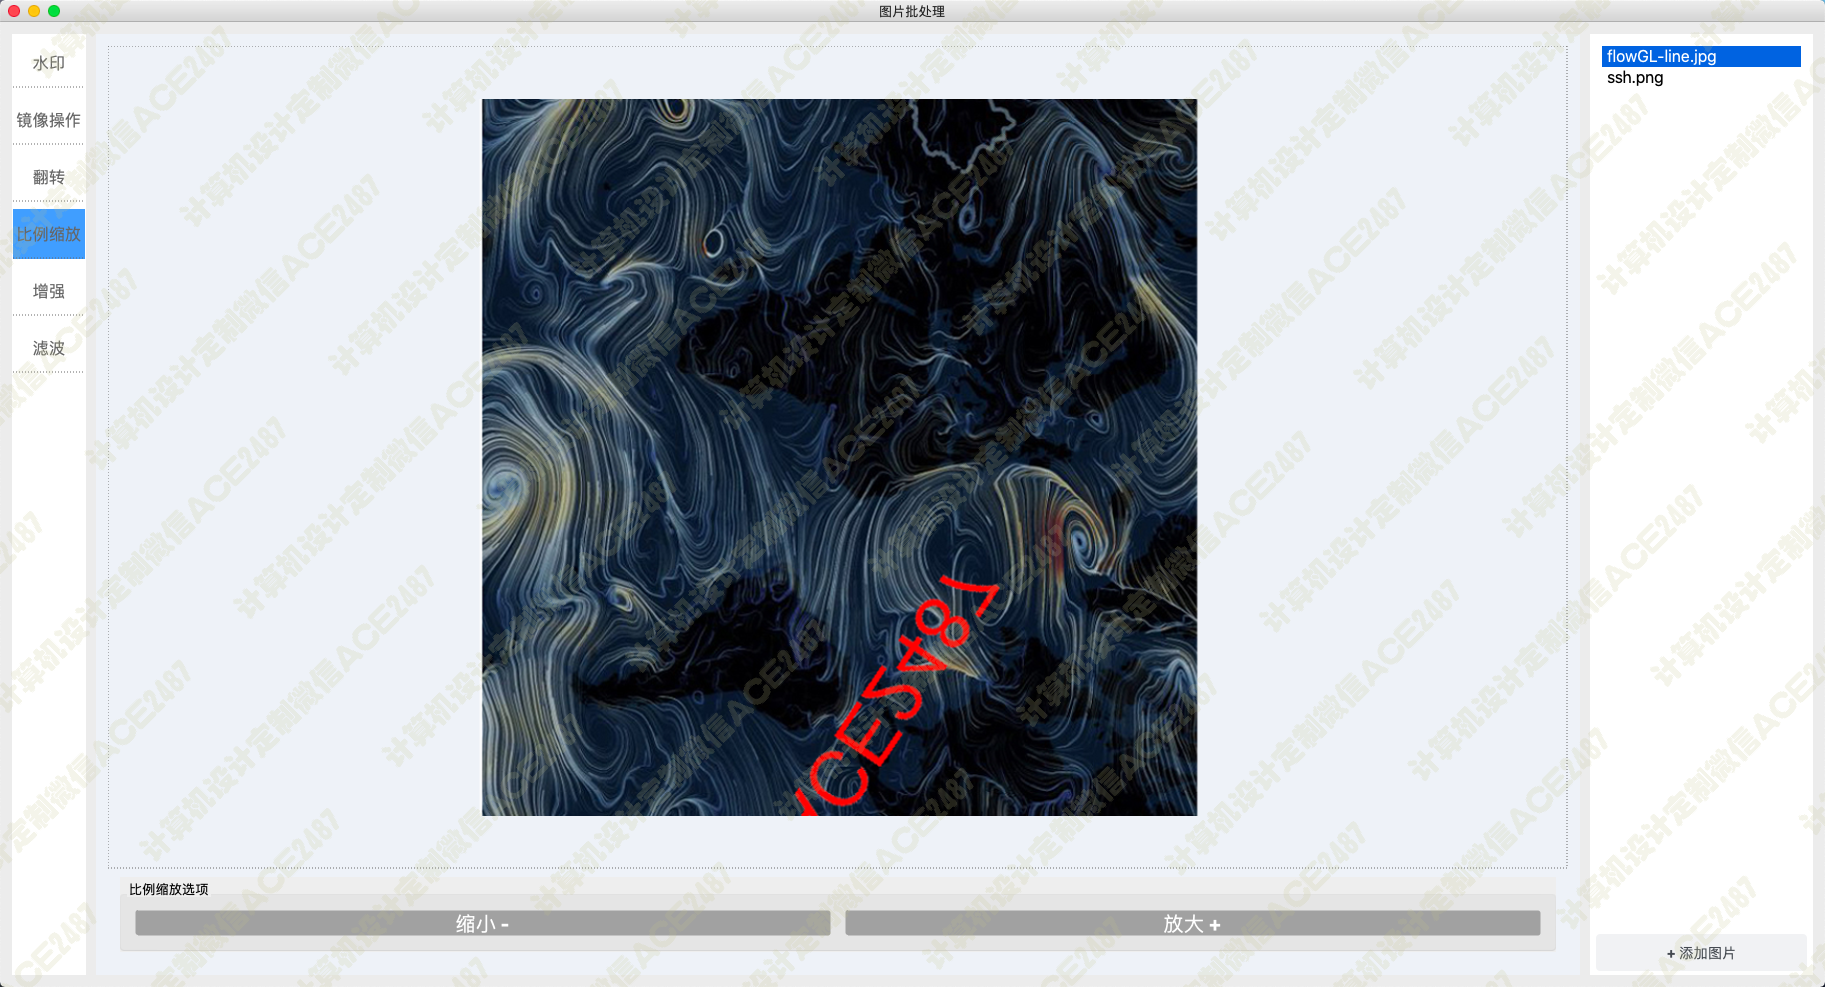 图片批处理
水印
镜像操作
翻转
比例缩放
增强
滤波
flowGL-line.jpg
ssh.png
比例缩放选项
缩小 -
放大 +
+ 添加图片
计算机设计定制微信ACE2487